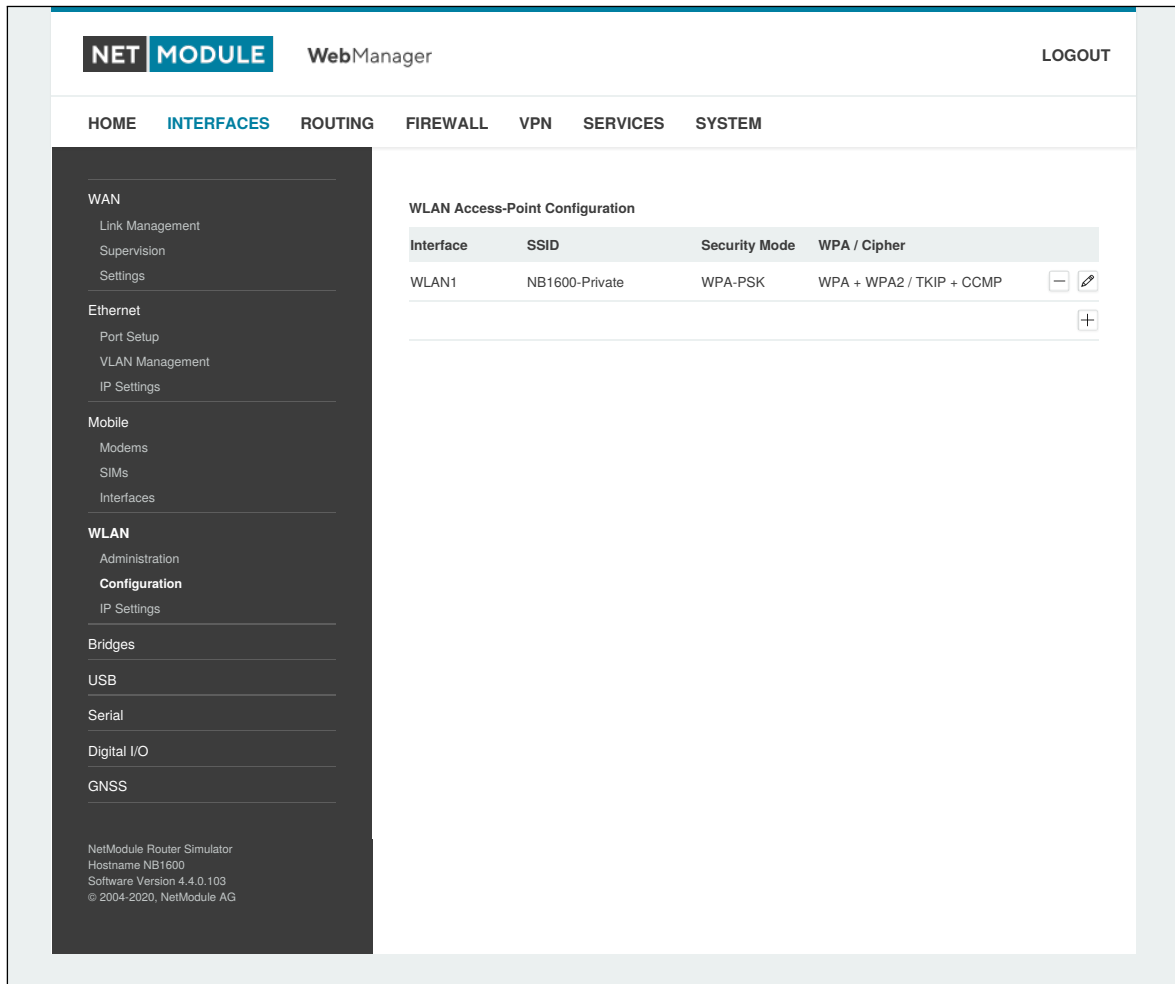 NET MODULE WebManager LOGOUT
HOME INTERFACES ROUTING FIREWALL VPN SERVICES SYSTEM
WAN
Link Management
Supervision
Settings
Ethernet
Port Setup
VLAN Management
IP Settings
Mobile
Modems
SIMs
Interfaces
WLAN
Administration
Configuration
IP Settings
Bridges
USB
Serial
Digital I/O
GNSS
NetModule Router Simulator
Hostname NB1600
Software Version 4.4.0.103
© 2004-2020, NetModule AG
WLAN Access-Point Configuration
Interface SSID Security Mode WPA / Cipher
WLAN1 NB1600-Private WPA-PSK WPA + WPA2 / TKIP + CCMP